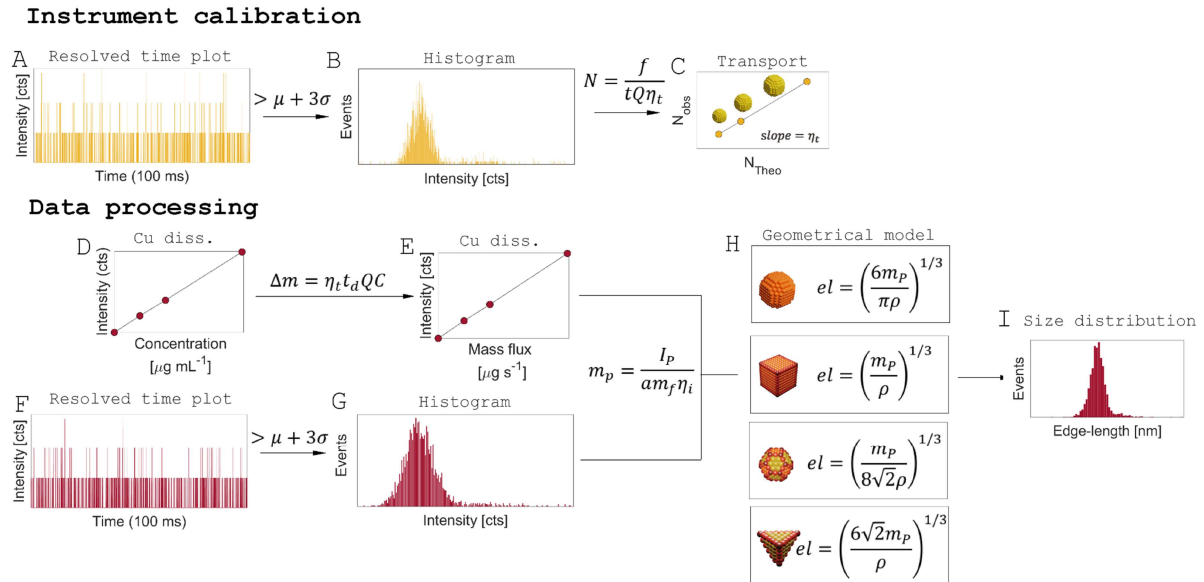 Instrument calibration
A Resolved time plot
Intensity [cts]
Time (100 ms)
> μ + 3σ
B Histogram
Events
Intensity [cts]
N = f / tQη_t
C Transport
N_obs
slope = η_t
N_Theo
Data processing
D Cu diss.
Intensity (cts)
Concentration
[μg mL⁻¹]
Δm = η_t t_d QC
E Cu diss.
Intensity [cts]
Mass flux
[μg s⁻¹]
F Resolved time plot
Intensity [cts]
Time (100 ms)
> μ + 3σ
G Histogram
Events
Intensity [cts]
m_p = I_P / am_f η_i
H Geometrical model
el = (6m_P / πρ)^1/3
el = (m_P / ρ)^1/3
el = (m_P / 8√2ρ)^1/3
el = (6√2m_P / ρ)^1/3
I Size distribution
Events
Edge-length [nm]